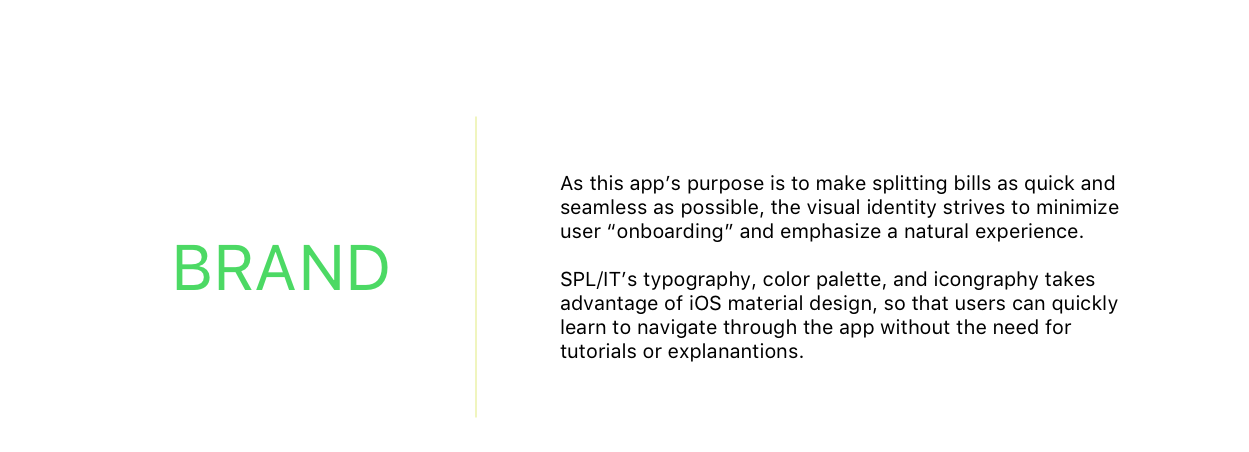 BRAND
As this app’s purpose is to make splitting bills as quick and
seamless as possible, the visual identity strives to minimize
user “onboarding” and emphasize a natural experience.
SPL/IT’s typography, color palette, and icongraphy takes
advantage of iOS material design, so that users can quickly
learn to navigate through the app without the need for
tutorials or explanantions.